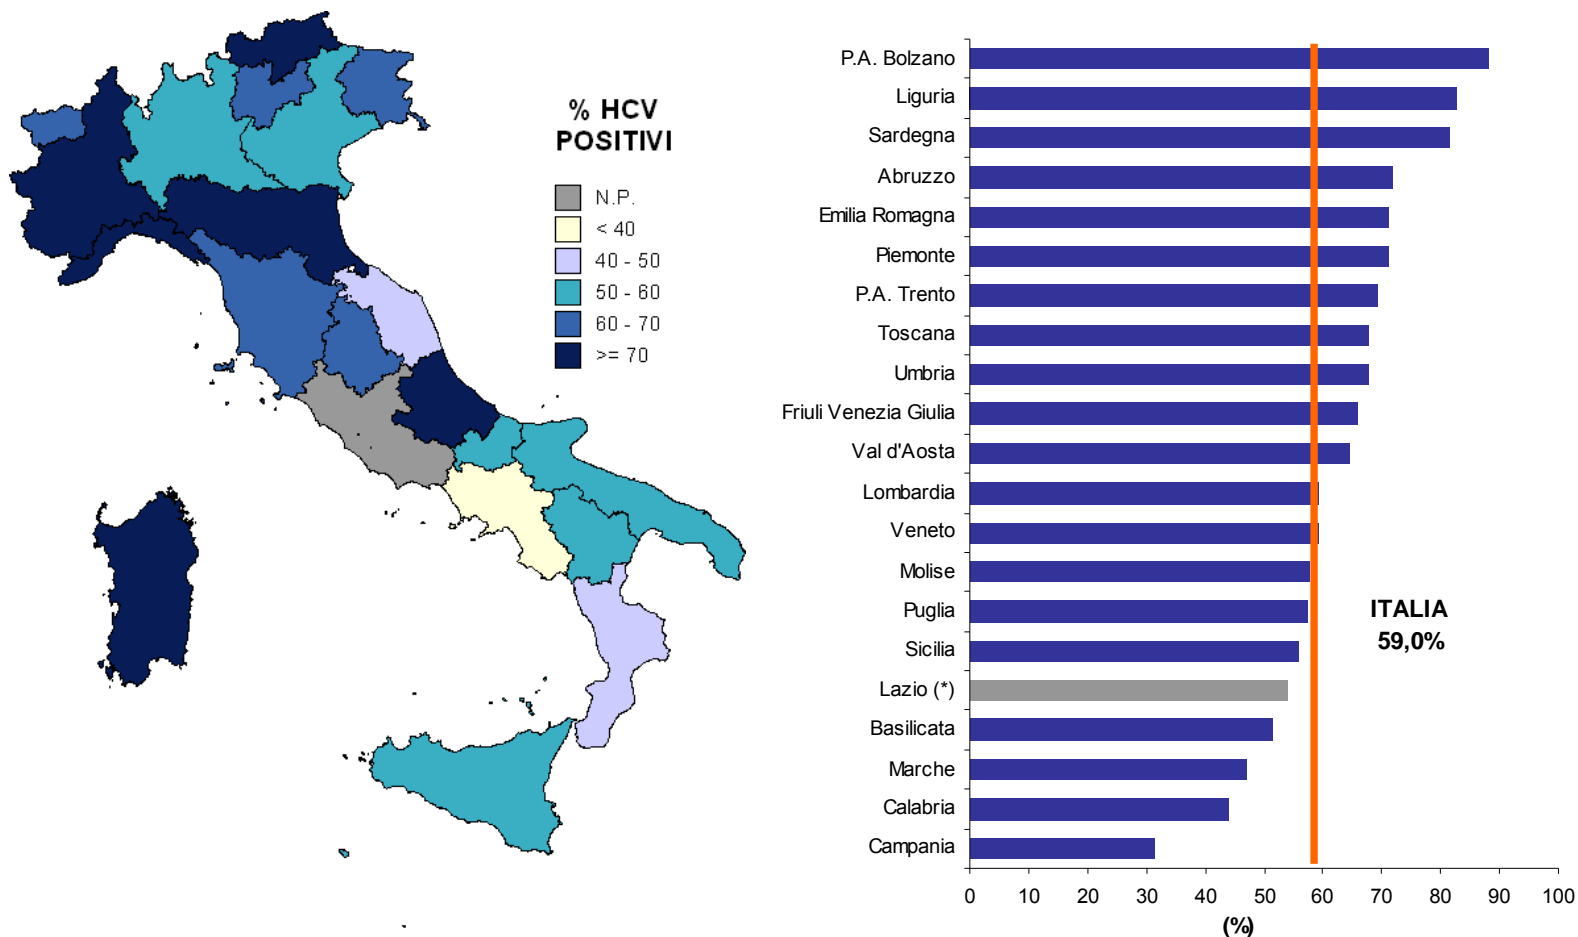 % HCV
POSITIVI
N.P.
< 40
40 - 50
50 - 60
60 - 70
>= 70
P.A. Bolzano
Liguria
Sardegna
Abruzzo
Emilia Romagna
Piemonte
P.A. Trento
Toscana
Umbria
Friuli Venezia Giulia
Val d'Aosta
Lombardia
Veneto
Molise
Puglia
Sicilia
Lazio (*)
Basilicata
Marche
Calabria
Campania
ITALIA
59,0%
0 10 20 30 40 50 60 70 80 90 100
(%)